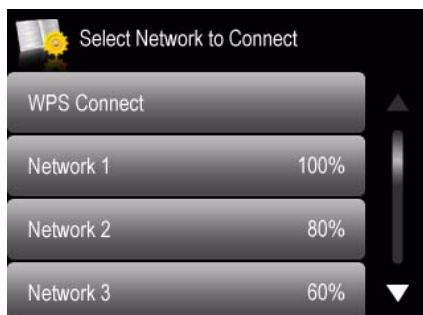 Select Network to Connect
WPS Connect
Network 1 100%
Network 2 80%
Network 3 60%